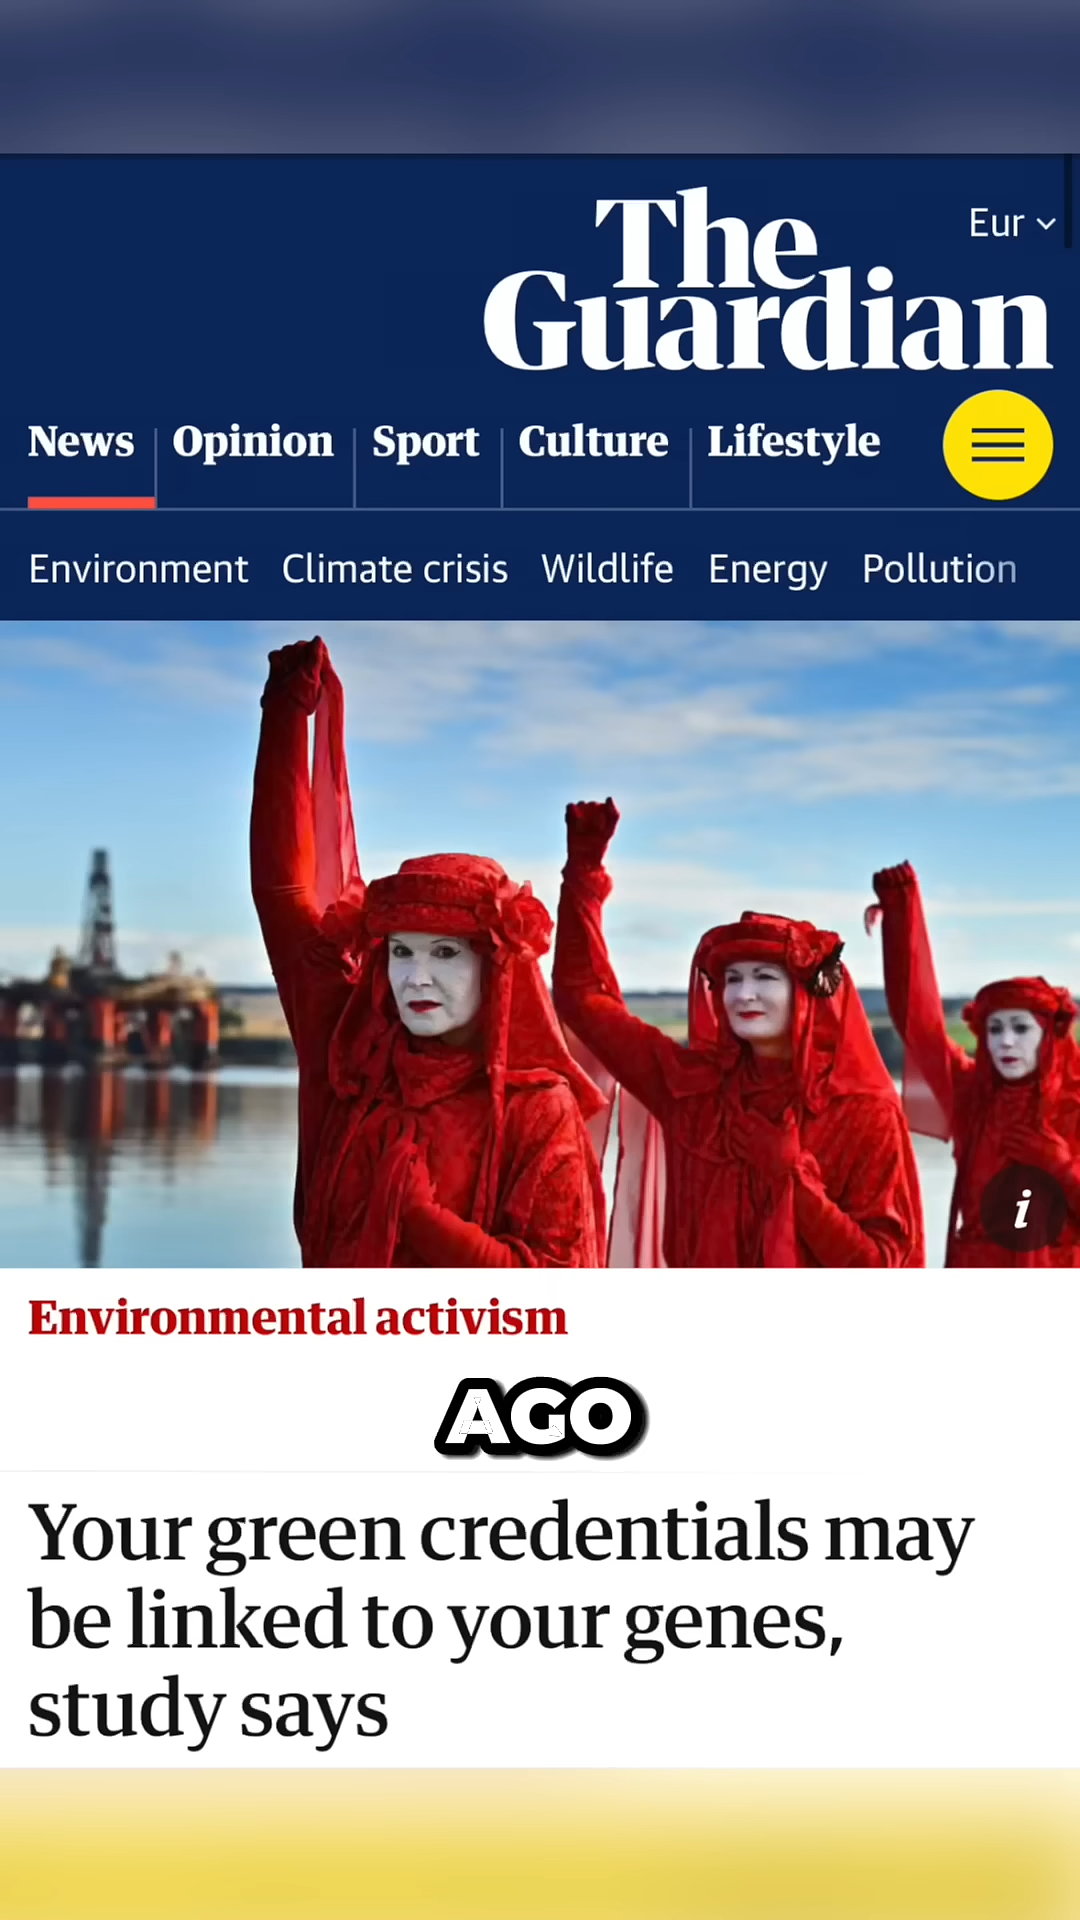 The
Guardian
Eur
News Opinion Sport Culture Lifestyle
Environment Climate crisis Wildlife Energy Pollution
i
Environmental activism
AGO
Your green credentials may
be linked to your genes,
study says